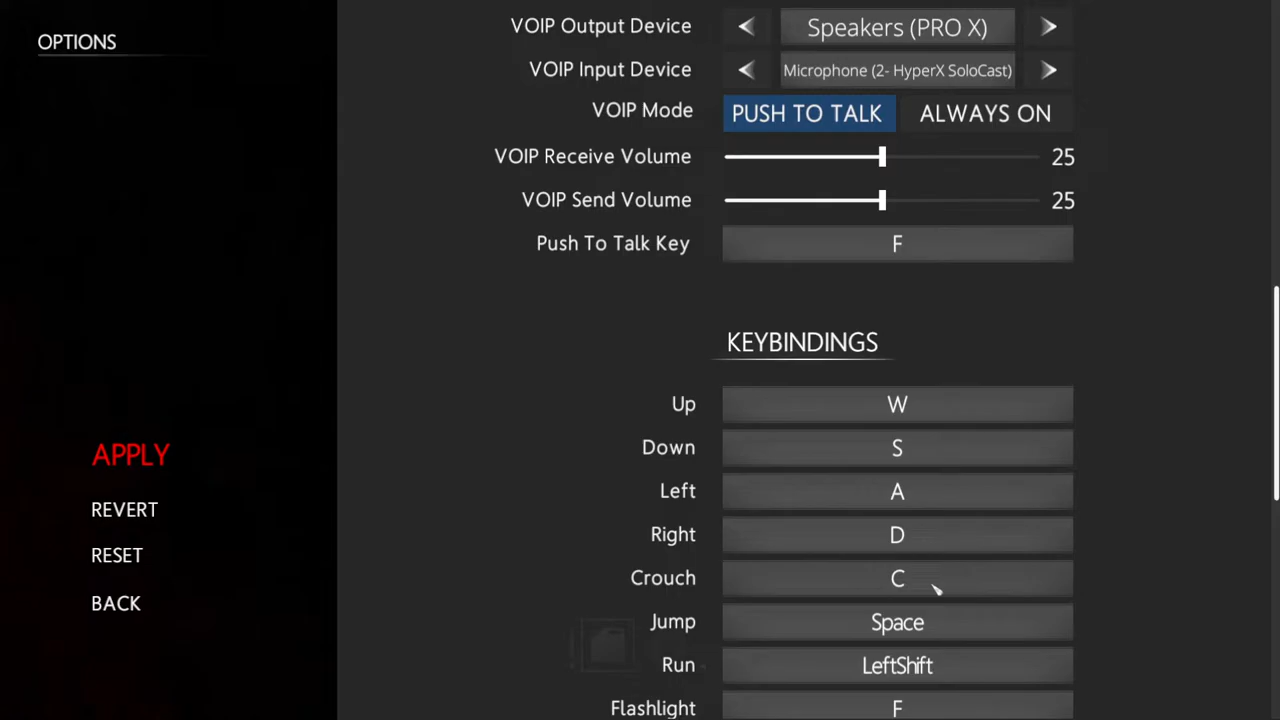 OPTIONS
VOIP Output Device Speakers (PRO X)
VOIP Input Device Microphone (2- HyperX SoloCast)
VOIP Mode PUSH TO TALK ALWAYS ON
VOIP Receive Volume 25
VOIP Send Volume 25
Push To Talk Key F
KEYBINDINGS
Up W
Down S
Left A
Right D
Crouch C
Jump Space
Run LeftShift
Flashlight F
APPLY
REVERT
RESET
BACK